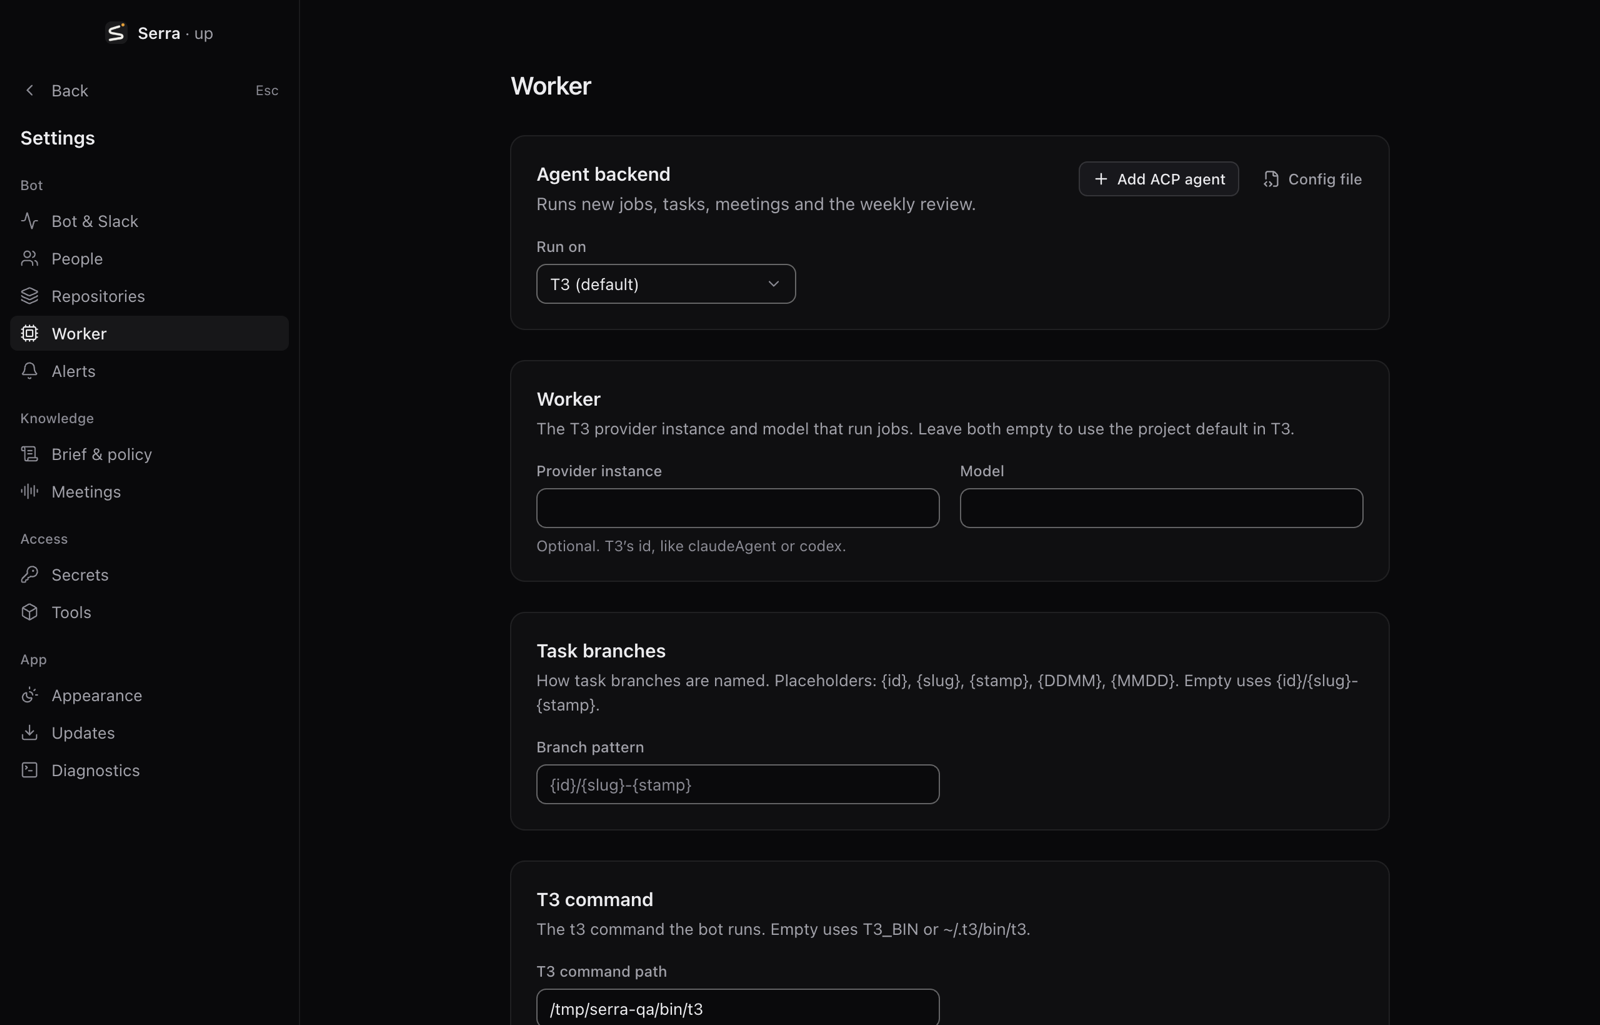 Serra · up
Back
Esc
Settings
Bot
Bot & Slack
People
Repositories
Worker
Alerts
Knowledge
Brief & policy
Meetings
Access
Secrets
Tools
App
Appearance
Updates
Diagnostics
Worker
Agent backend
Add ACP agent
Config file
Runs new jobs, tasks, meetings and the weekly review.
Run on
T3 (default)
Worker
The T3 provider instance and model that run jobs. Leave both empty to use the project default in T3.
Provider instance
Model
Optional. T3's id, like claudeAgent or codex.
Task branches
How task branches are named. Placeholders: {id}, {slug}, {stamp}, {DDMM}, {MMDD}. Empty uses {id}/{slug}-
{stamp}.
Branch pattern
{id}/{slug}-{stamp}
T3 command
The t3 command the bot runs. Empty uses T3_BIN or ~/.t3/bin/t3.
T3 command path
/tmp/serra-qa/bin/t3